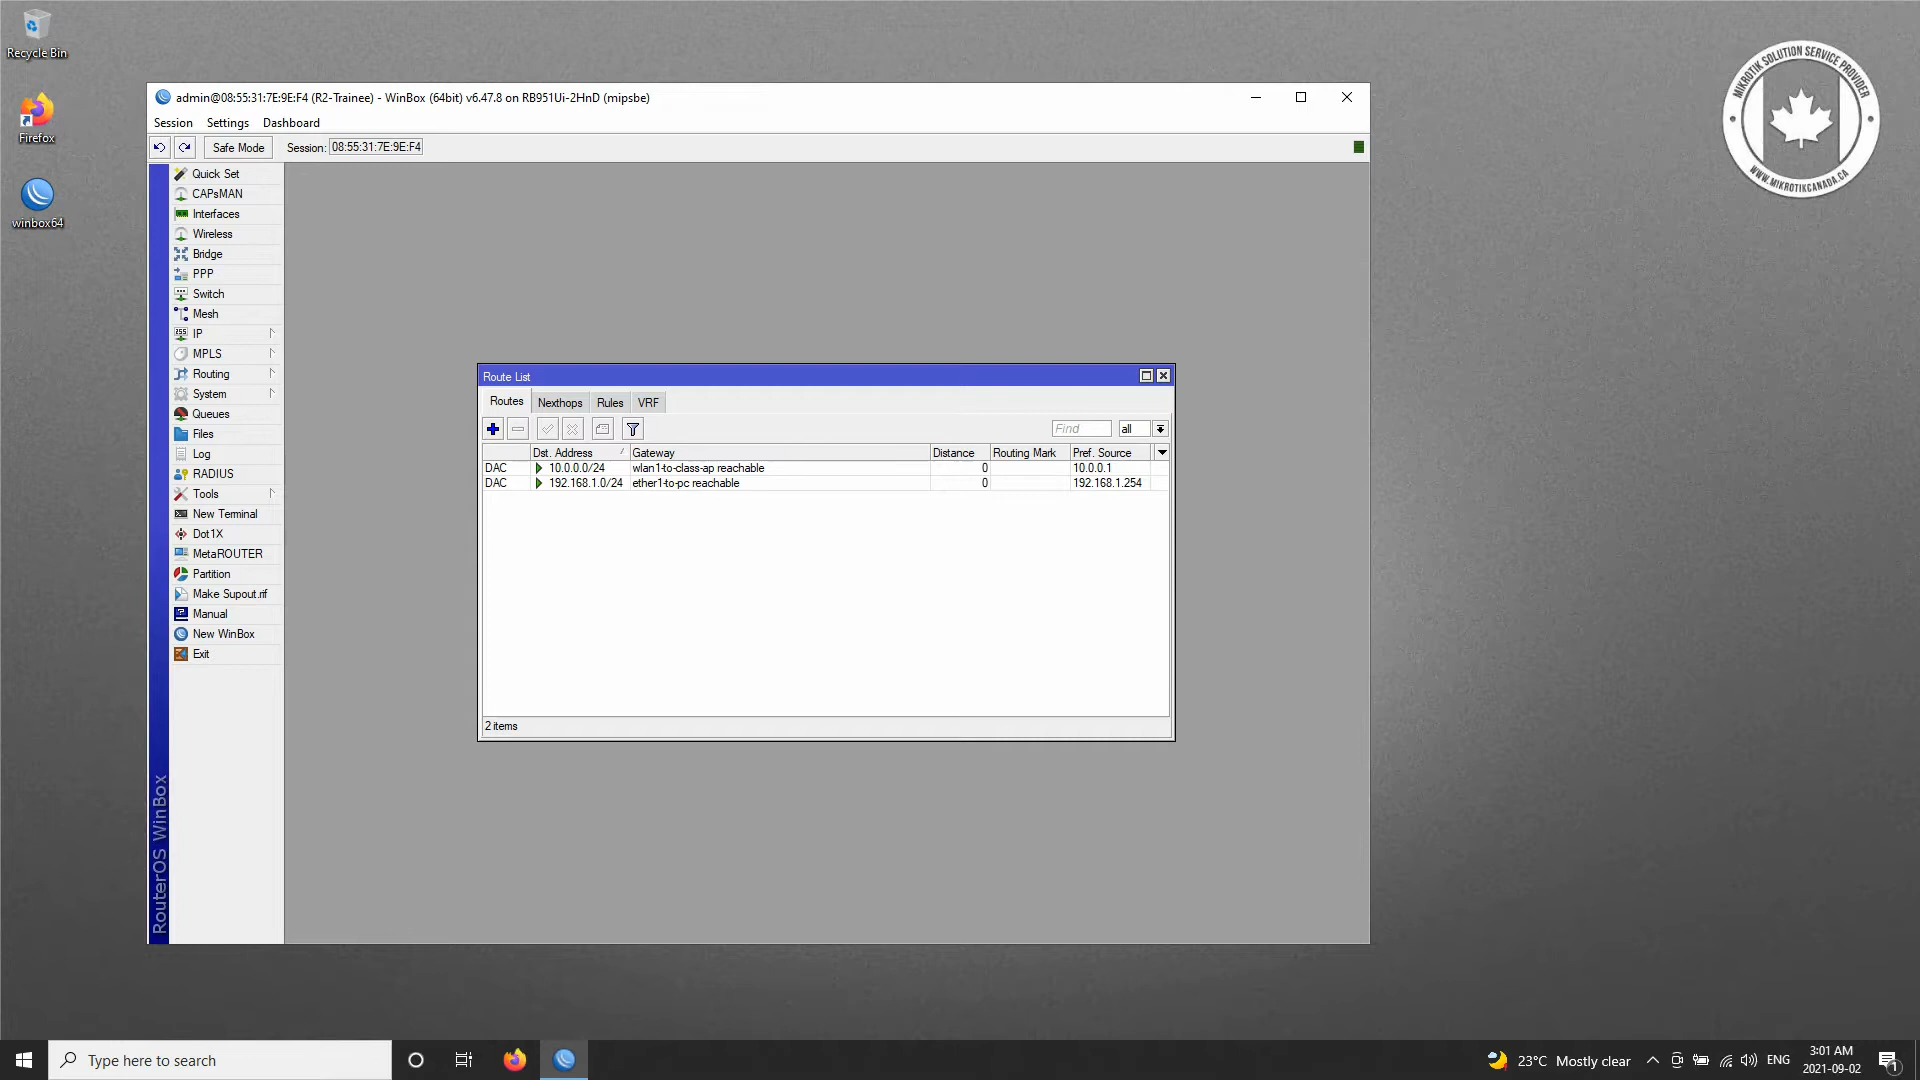 Recycle Bin
Firefox
winbox64
MIKROTIK SOLUTION SERVICE PROVIDER
WWW.MIKROTIKCANADA.CA
admin@08:55:31:7E:9E:F4 (R2-Trainee) - WinBox (64bit) v6.47.8 on RB951Ui-2HnD (mipsbe)
Session Settings Dashboard
Safe Mode Session: 08:55:31:7E:9E:F4
Quick Set
CAPsMAN
Interfaces
Wireless
Bridge
PPP
Switch
Mesh
255 IP
MPLS
Routing
System
Queues
Files
Log
RADIUS
Tools
New Terminal
Dot1X
MetaROUTER
Partition
Make Supout.rif
Manual
New WinBox
Exit
RouterOS WinBox
Route List
Routes Nexthops Rules VRF
Find all
Dst. Address Gateway Distance Routing Mark Pref. Source
DAC 10.0.0.0/24 wlan1-to-class-ap reachable 0 10.0.0.1
DAC 192.168.1.0/24 ether1-to-pc reachable 0 192.168.1.254
2 items
Type here to search
23°C Mostly clear ENG 3:01 AM
2021-09-02
1